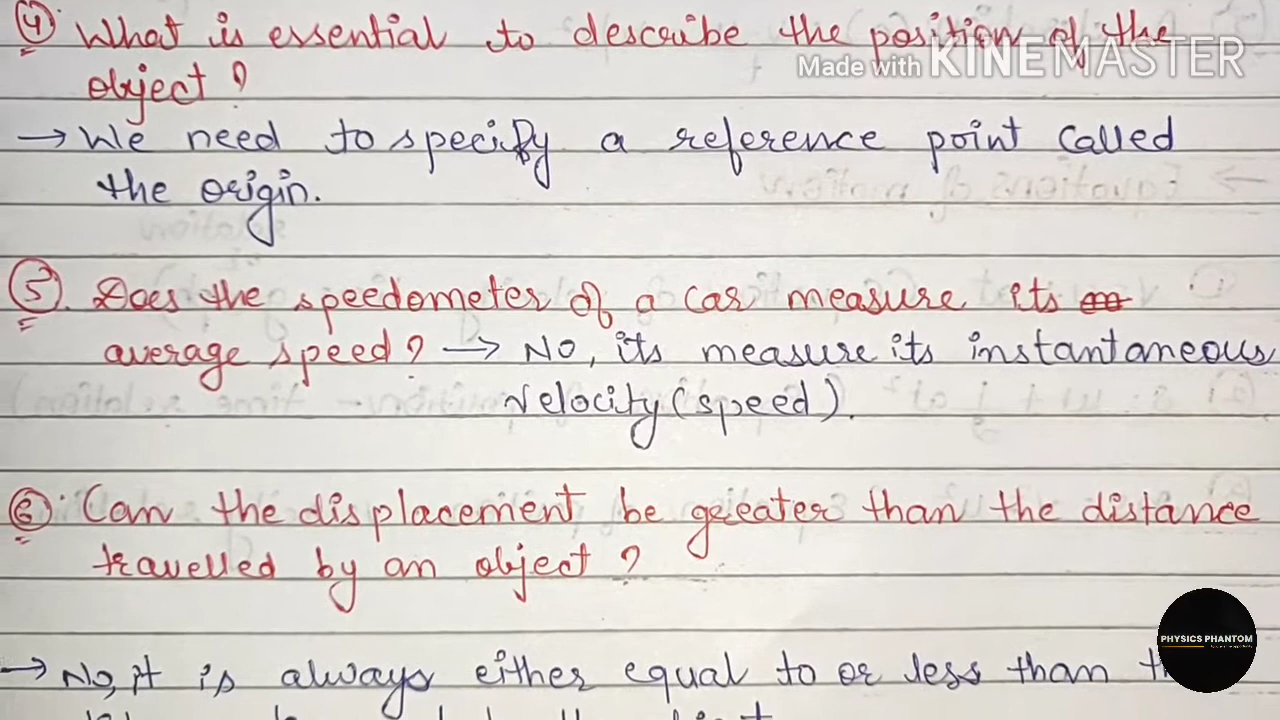 ④ What is essential to describe the position of the
Made with KINEMASTER
object?
→ We need to specify a reference point called
the origin.
⑤. Does the speedometer of a car measure its
average speed? → No, its measure its instantaneous
velocity (speed).
⑥. Can the displacement be greater than the distance
travelled by an object?
PHYSICS PHANTOM
→ No, it is always either equal to or less than